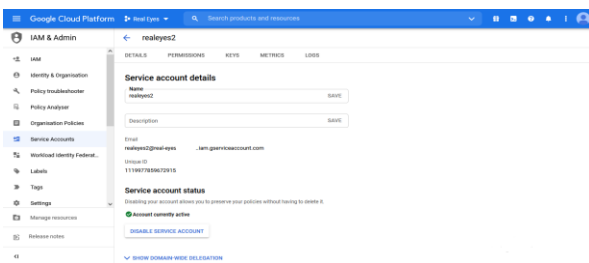 Google Cloud Platform Real Eyes Search products and resources
IAM & Admin realeyes2
DETAILS PERMISSIONS KEYS METRICS LOGS
IAM
Identity & Organisation
Policy troubleshooter
Policy Analyser
Organisation Policies
Service Accounts
Workload Identity Federat...
Labels
Tags
Settings
Manage resources
Release notes
Service account details
Name
realeyes2 SAVE
Description SAVE
Email
realeyes2@real-eyes .iam.gserviceaccount.com
Unique ID
1119977859672915
Service account status
Disabling your account allows you to preserve your policies without having to delete it.
Account currently active
DISABLE SERVICE ACCOUNT
SHOW DOMAIN-WIDE DELEGATION